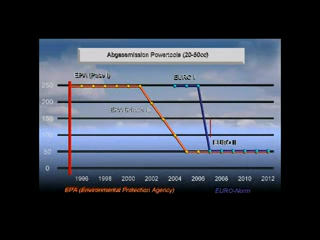 Abgasemission Powertools (20-50cc)
EPA (Phase I)
EURO I
250
200
150
100
50
0
EURO II
1996 1998 2000 2002 2004 2006 2008 2010 2012
EPA (Environmental Protection Agency)
EURO-Norm